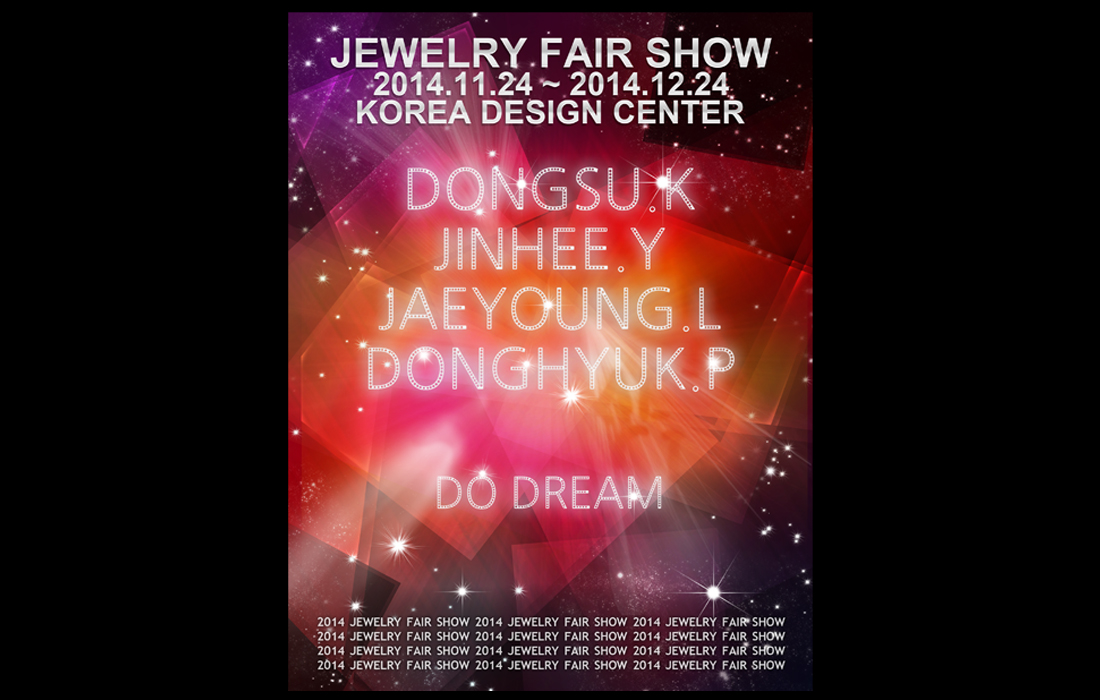 JEWELRY FAIR SHOW
2014.11.24 ~ 2014.12.24
KOREA DESIGN CENTER
DONGSU.K
JINHEE.Y
JAEYOUNG.L
DONGHYUK.P
DO DREAM
2014 JEWELRY FAIR SHOW 2014 JEWELRY FAIR SHOW 2014 JEWELRY FAIR SHOW
2014 JEWELRY FAIR SHOW 2014 JEWELRY FAIR SHOW 2014 JEWELRY FAIR SHOW
2014 JEWELRY FAIR SHOW 2014 JEWELRY FAIR SHOW 2014 JEWELRY FAIR SHOW
2014 JEWELRY FAIR SHOW 2014 JEWELRY FAIR SHOW 2014 JEWELRY FAIR SHOW